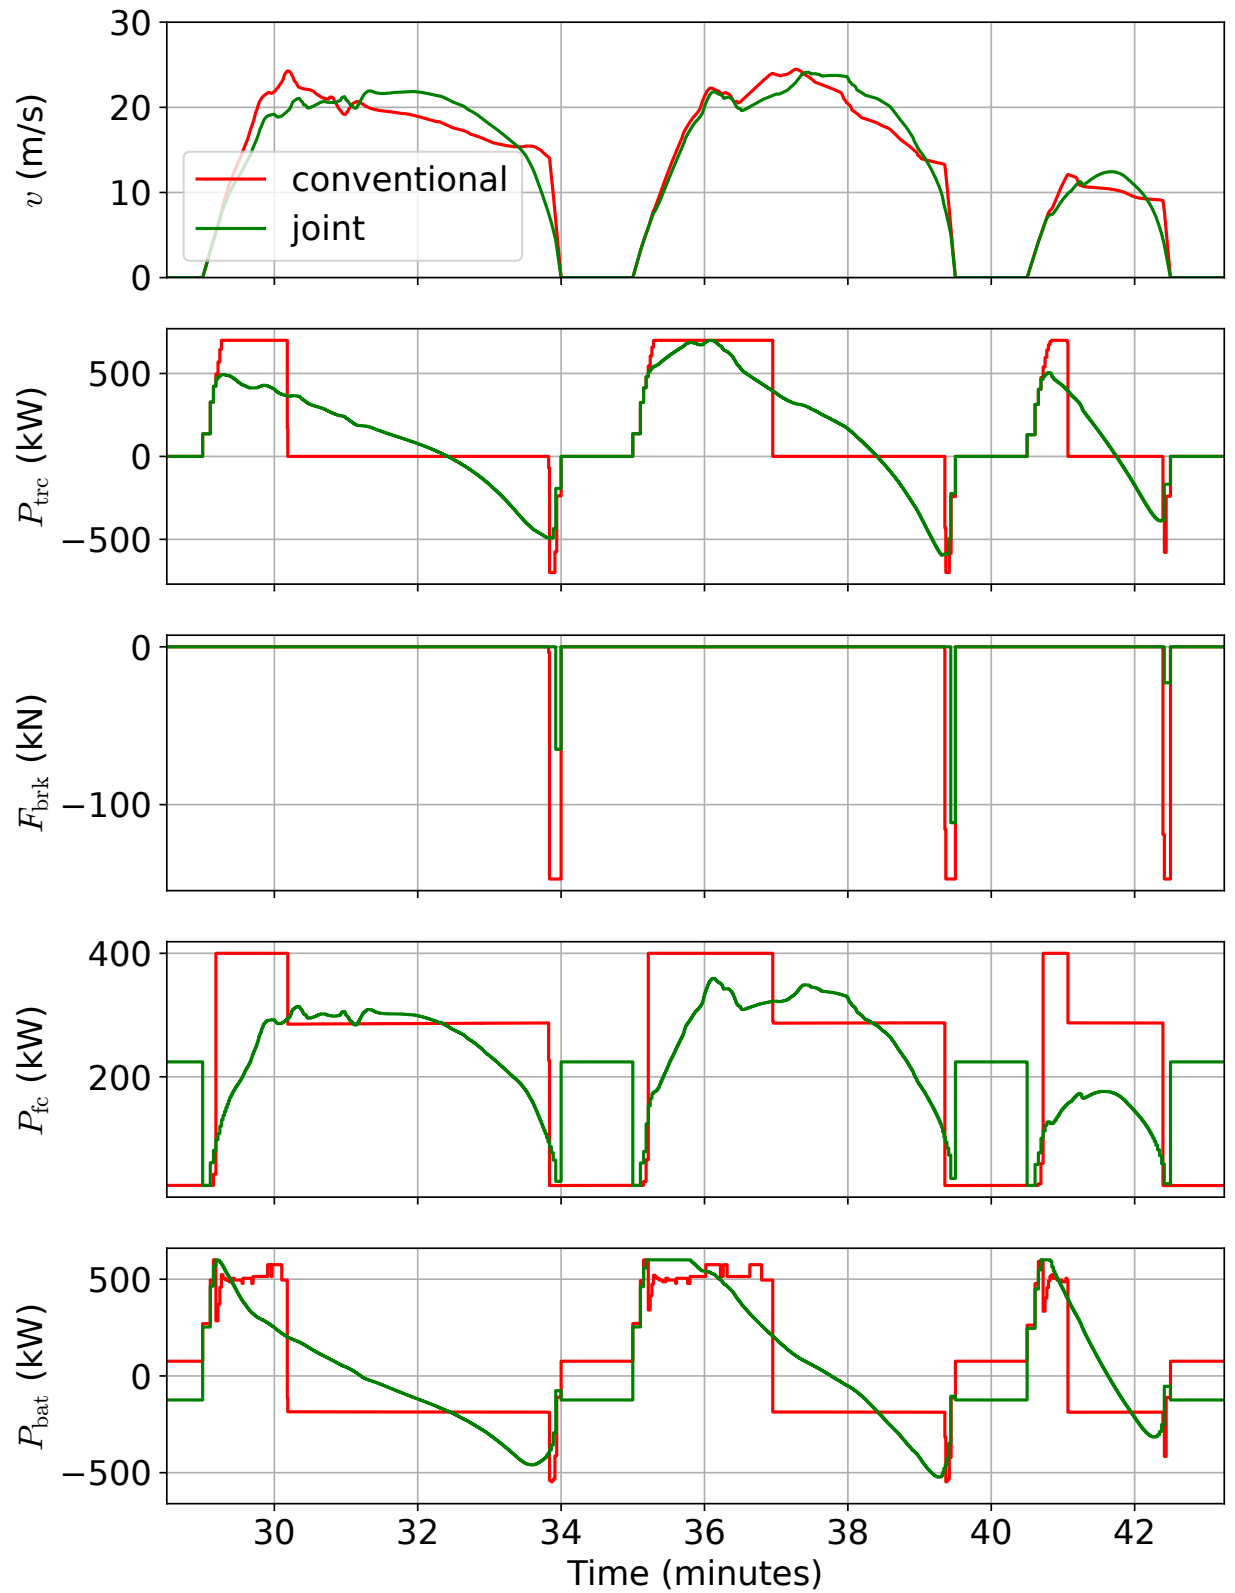 30
20
10
0
v (m/s)
conventional
joint
500
0
−500
P_trc (kW)
0
−100
F_brk (kN)
400
200
P_fc (kW)
500
0
−500
P_bat (kW)
30 32 34 36 38 40 42
Time (minutes)